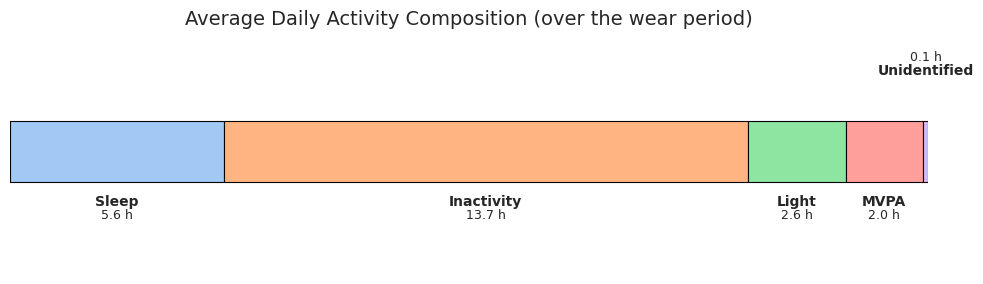 Average Daily Activity Composition (over the wear period)
0.1 h
Unidentified
Sleep
5.6 h
Inactivity
13.7 h
Light
2.6 h
MVPA
2.0 h